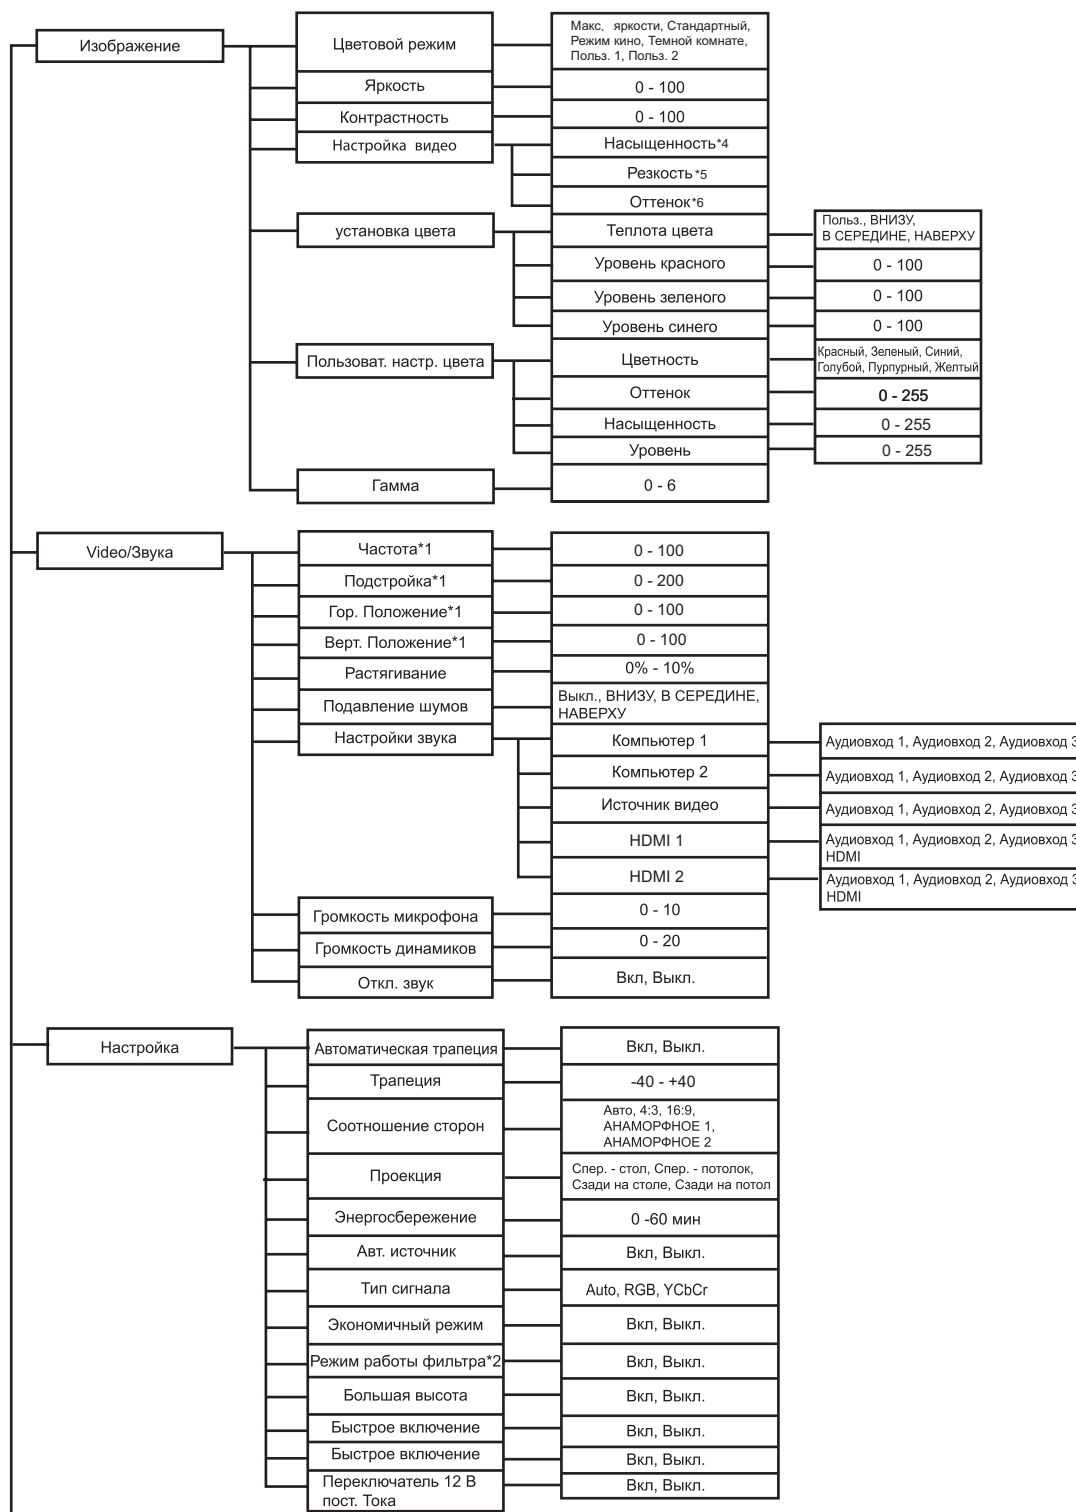 Изображение
Цветовой режим
Макс. яркости, Стандартный,
Режим кино, Темной комнате,
Польз. 1, Польз. 2
Яркость
0 - 100
Контрастность
0 - 100
Настройка видео
Насыщенность*4
Резкость*5
Оттенок*6
установка цвета
Теплота цвета
Польз., ВНИЗУ,
В СЕРЕДИНЕ, НАВЕРХУ
Уровень красного
0 - 100
Уровень зеленого
0 - 100
Уровень синего
0 - 100
Пользоват. настр. цвета
Цветность
Красный, Зеленый, Синий,
Голубой, Пурпурный, Желтый
Оттенок
0 - 255
Насыщенность
0 - 255
Уровень
0 - 255
Гамма
0 - 6
Video/Звука
Частота*1
0 - 100
Подстройка*1
0 - 200
Гор. Положение*1
0 - 100
Верт. Положение*1
0 - 100
Растягивание
0% - 10%
Подавление шумов
Выкл., ВНИЗУ, В СЕРЕДИНЕ,
НАВЕРХУ
Настройки звука
Компьютер 1
Аудиовход 1, Аудиовход 2, Аудиовход 3
Компьютер 2
Аудиовход 1, Аудиовход 2, Аудиовход 3
Источник видео
Аудиовход 1, Аудиовход 2, Аудиовход 3
HDMI 1
Аудиовход 1, Аудиовход 2, Аудиовход 3
HDMI
HDMI 2
Аудиовход 1, Аудиовход 2, Аудиовход 3
HDMI
Громкость микрофона
0 - 10
Громкость динамиков
0 - 20
Откл. звук
Вкл, Выкл.
Настройка
Автоматическая трапеция
Вкл, Выкл.
Трапеция
-40 - +40
Соотношение сторон
Авто, 4:3, 16:9,
АНАМОРФНОЕ 1,
АНАМОРФНОЕ 2
Проекция
Спер. - стол, Спер. - потолок,
Сзади на столе, Сзади на потол
Энергосбережение
0 -60 мин
Авт. источник
Вкл, Выкл.
Тип сигнала
Auto, RGB, YCbCr
Экономичный режим
Вкл, Выкл.
Режим работы фильтра*2
Вкл, Выкл.
Большая высота
Вкл, Выкл.
Быстрое включение
Вкл, Выкл.
Быстрое включение
Вкл, Выкл.
Переключатель 12 В
пост. Тока
Вкл, Выкл.